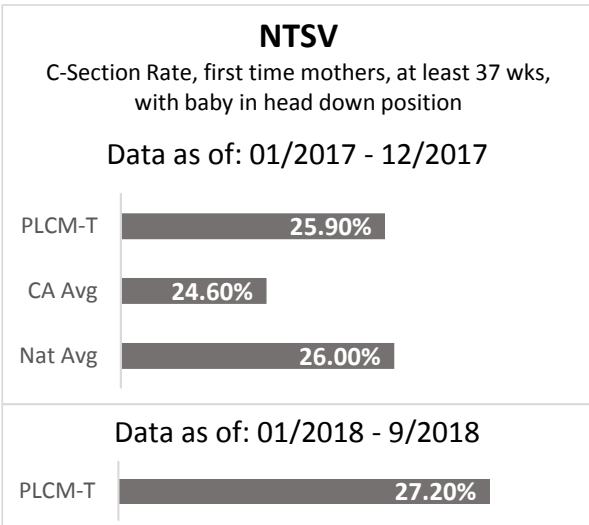 NTSV
C-Section Rate, first time mothers, at least 37 wks,
with baby in head down position
Data as of: 01/2017 - 12/2017
PLCM-T 25.90%
CA Avg 24.60%
Nat Avg 26.00%
Data as of: 01/2018 - 9/2018
PLCM-T 27.20%